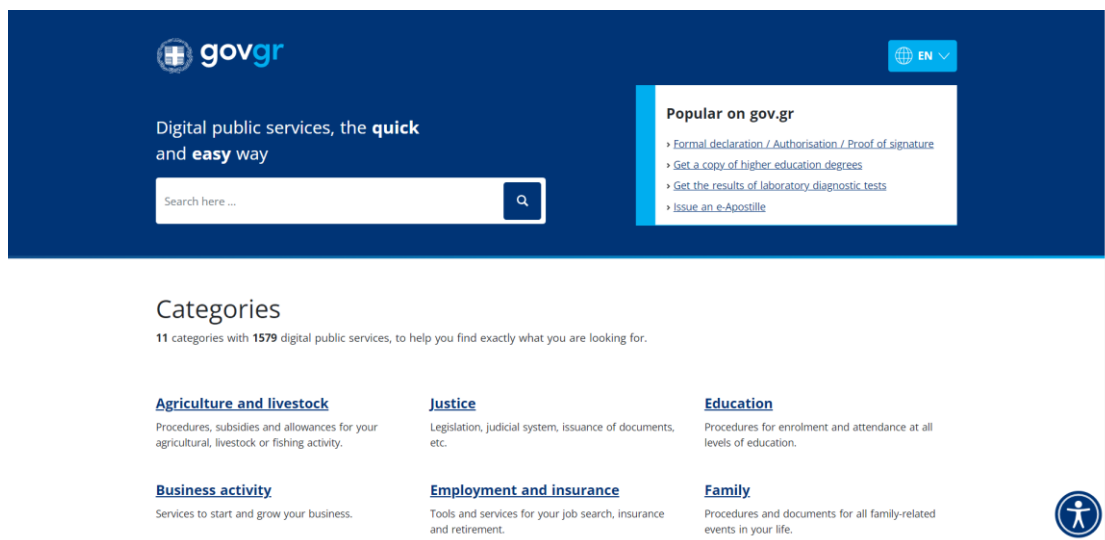 govgr
EN
Digital public services, the quick
and easy way
Search here ...
Popular on gov.gr
› Formal declaration / Authorisation / Proof of signature
› Get a copy of higher education degrees
› Get the results of laboratory diagnostic tests
› Issue an e-Apostille
Categories
11 categories with 1579 digital public services, to help you find exactly what you are looking for.
Agriculture and livestock
Procedures, subsidies and allowances for your
agricultural, livestock or fishing activity.
Justice
Legislation, judicial system, issuance of documents,
etc.
Education
Procedures for enrolment and attendance at all
levels of education.
Business activity
Services to start and grow your business.
Employment and insurance
Tools and services for your job search, insurance
and retirement.
Family
Procedures and documents for all family-related
events in your life.